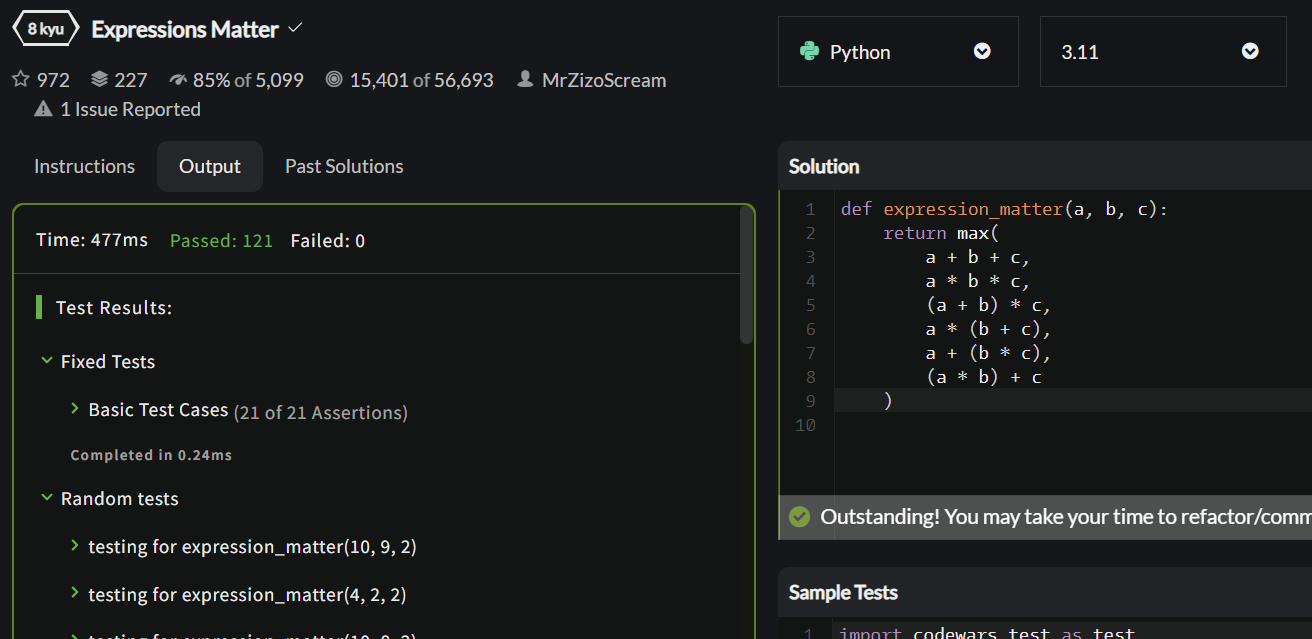 8 kyu Expressions Matter
972 227 85% of 5,099 15,401 of 56,693 MrZizoScream
1 Issue Reported
Python
3.11
Instructions Output Past Solutions
Time: 477ms Passed: 121 Failed: 0
Test Results:
Fixed Tests
Basic Test Cases (21 of 21 Assertions)
Completed in 0.24ms
Random tests
testing for expression_matter(10, 9, 2)
testing for expression_matter(4, 2, 2)
Solution
1 def expression_matter(a, b, c):
2     return max(
3         a + b + c,
4         a * b * c,
5         (a + b) * c,
6         a * (b + c),
7         a + (b * c),
8         (a * b) + c
9     )
10
Outstanding! You may take your time to refactor/comm
Sample Tests
1 import codewars_test as test